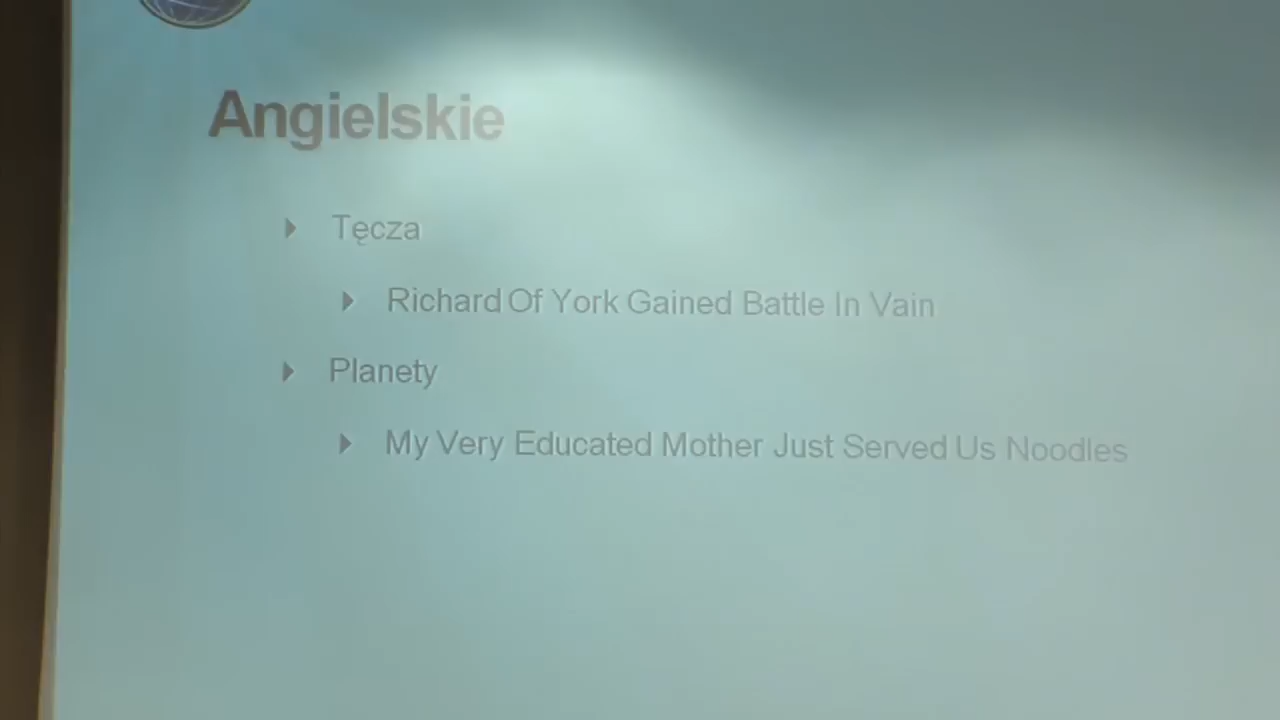 Angielskie
Tęcza
Richard Of York Gained Battle In Vain
Planety
My Very Educated Mother Just Served Us Noodles